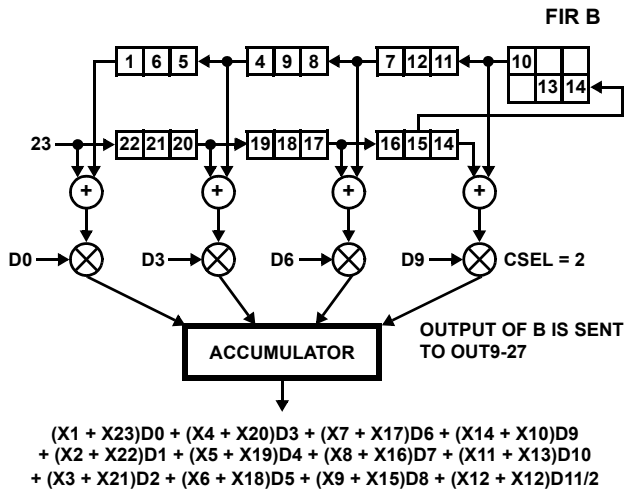 FIR B
1 6 5 4 9 8 7 12 11 10
13 14
23 22 21 20 19 18 17 16 15 14
+ + + +
D0 D3 D6 D9 CSEL = 2
ACCUMULATOR
OUTPUT OF B IS SENT
TO OUT9-27
(X1 + X23)D0 + (X4 + X20)D3 + (X7 + X17)D6 + (X14 + X10)D9
+ (X2 + X22)D1 + (X5 + X19)D4 + (X8 + X16)D7 + (X11 + X13)D10
+ (X3 + X21)D2 + (X6 + X18)D5 + (X9 + X15)D8 + (X12 + X12)D11/2